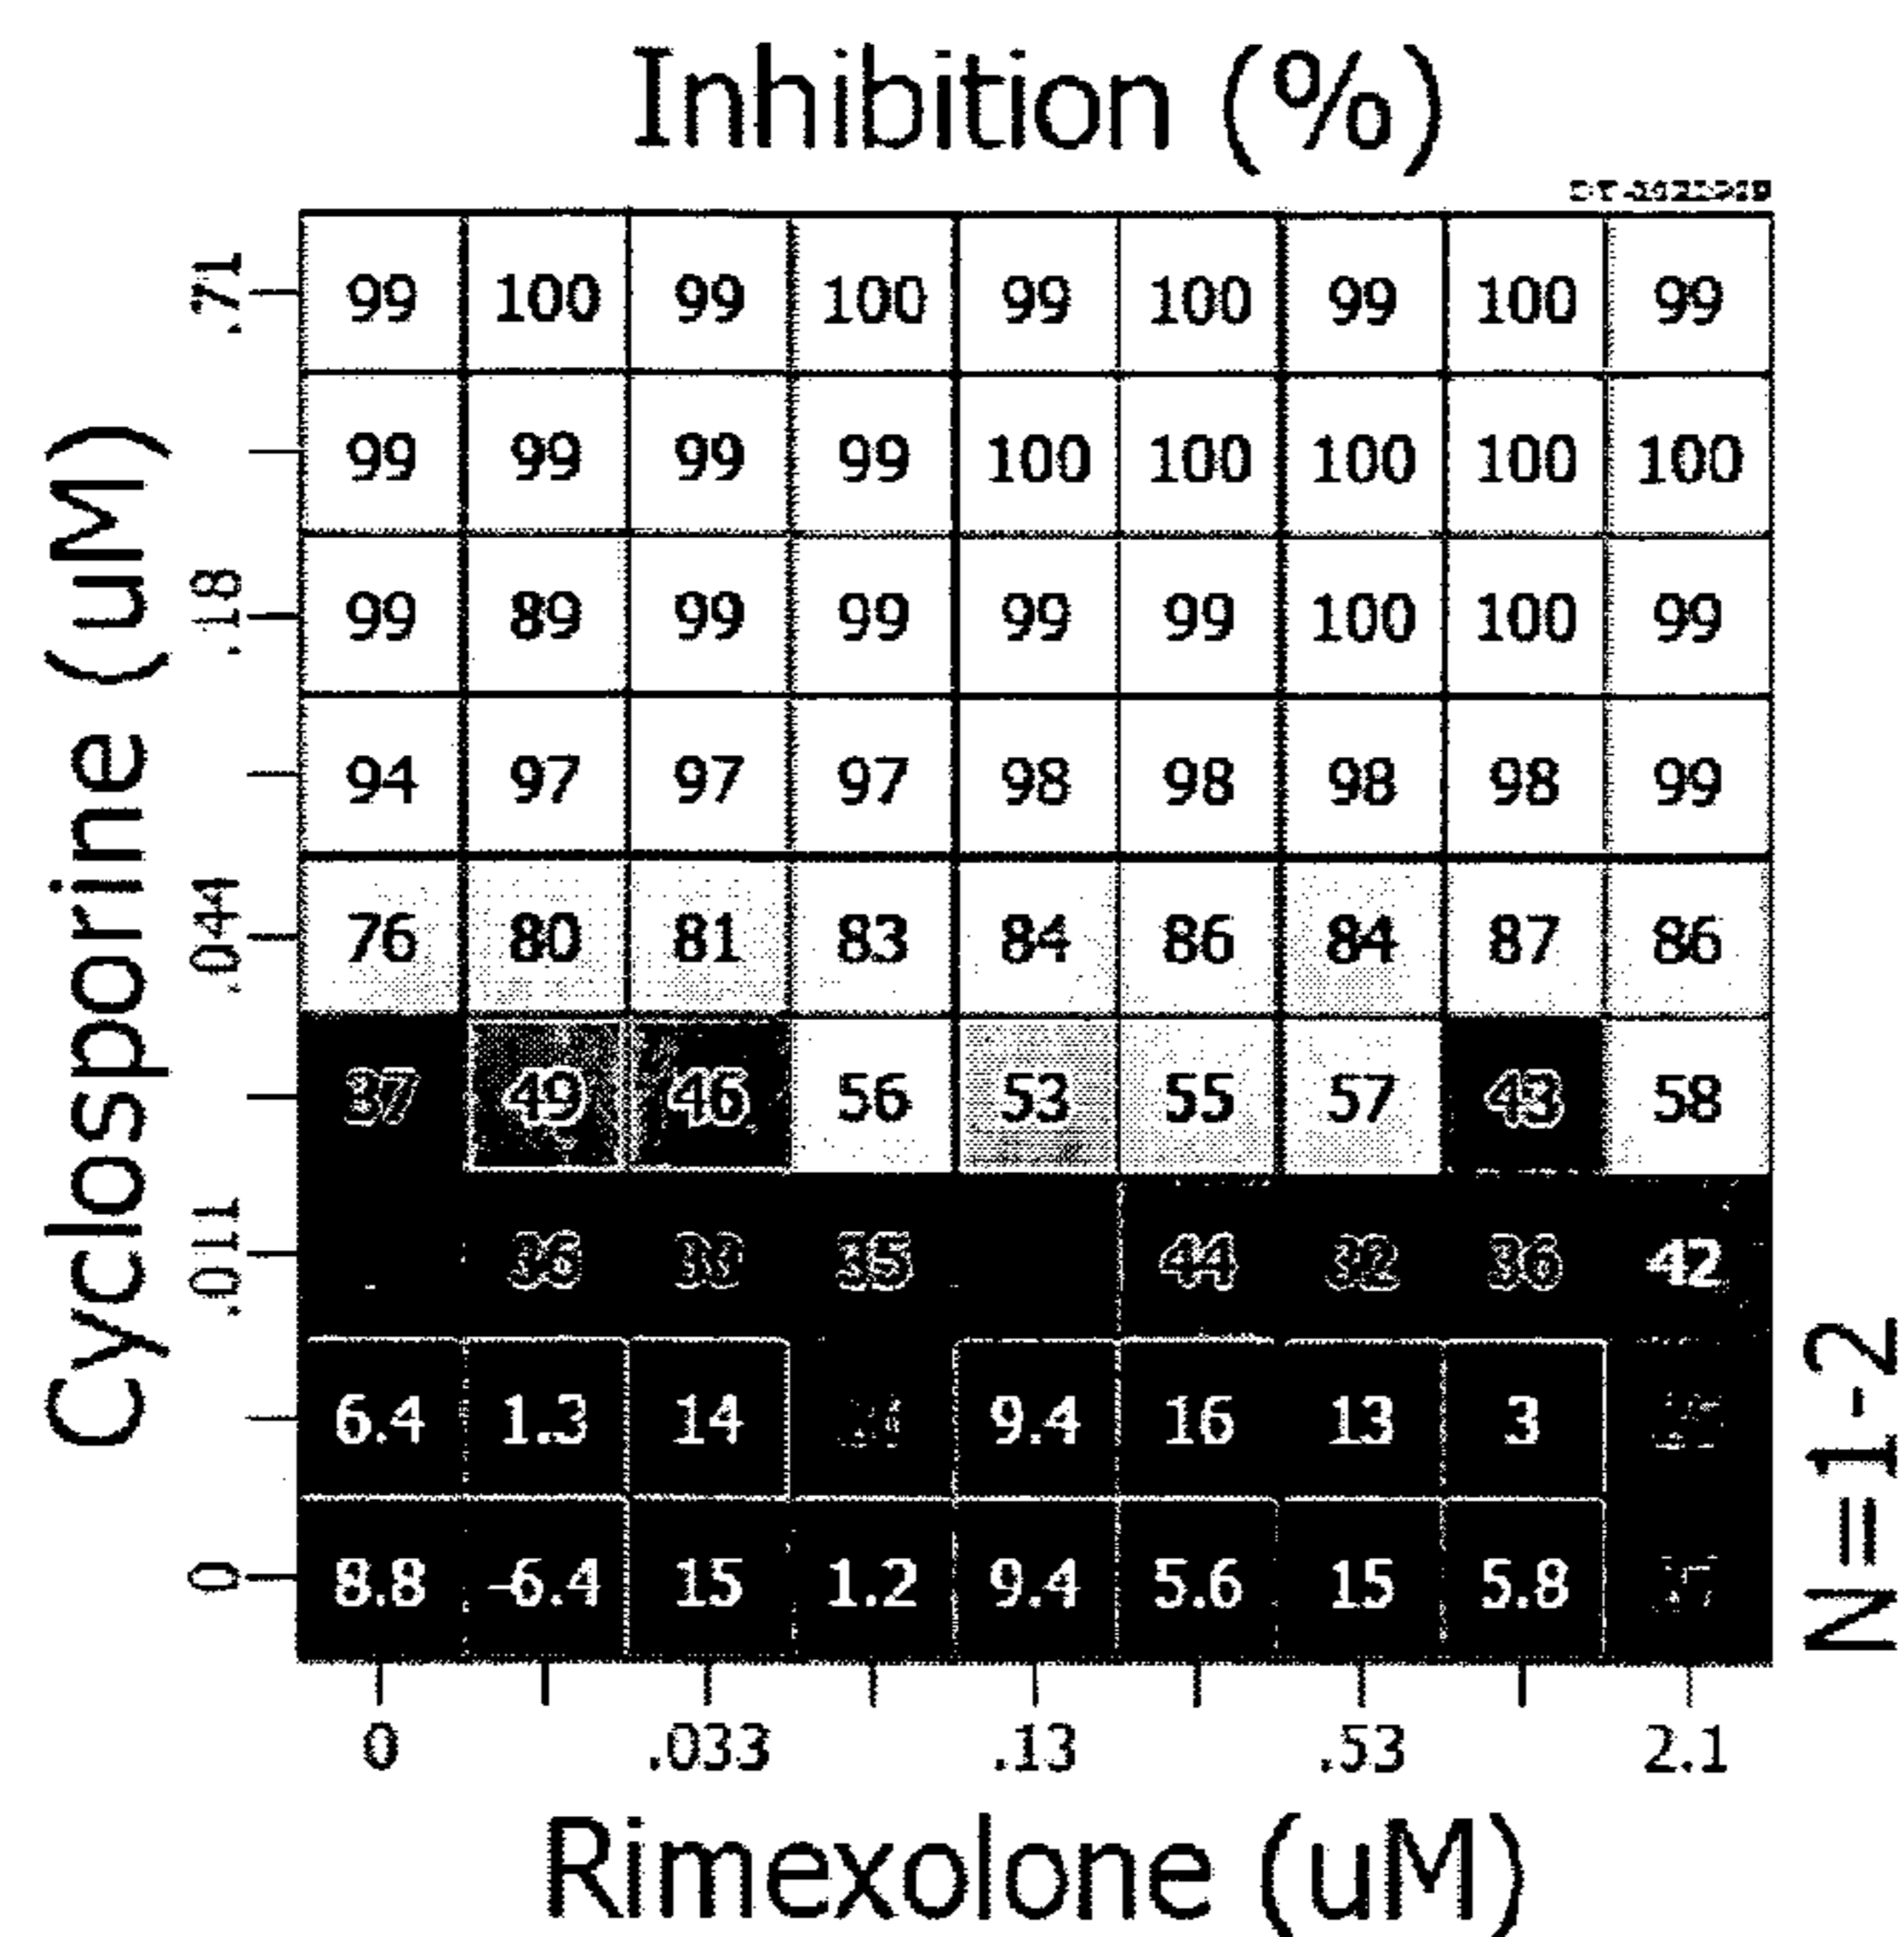 Inhibition (%)
.71 99 100 99 100 99 100 99 100 99
99 99 99 99 100 100 100 100 100
.18 99 89 99 99 99 99 100 100 99
94 97 97 97 98 98 98 98 99
.044 76 80 81 83 84 86 84 87 86
37 49 46 56 53 55 57 43 58
.011 36 33 35 44 32 36 42
6.4 1.3 14 9.4 16 13 3
0 8.8 -6.4 15 1.2 9.4 5.6 15 5.8
0 .033 .13 .53 2.1
Rimexolone (uM)
Cyclosporine (uM)
N=1-2